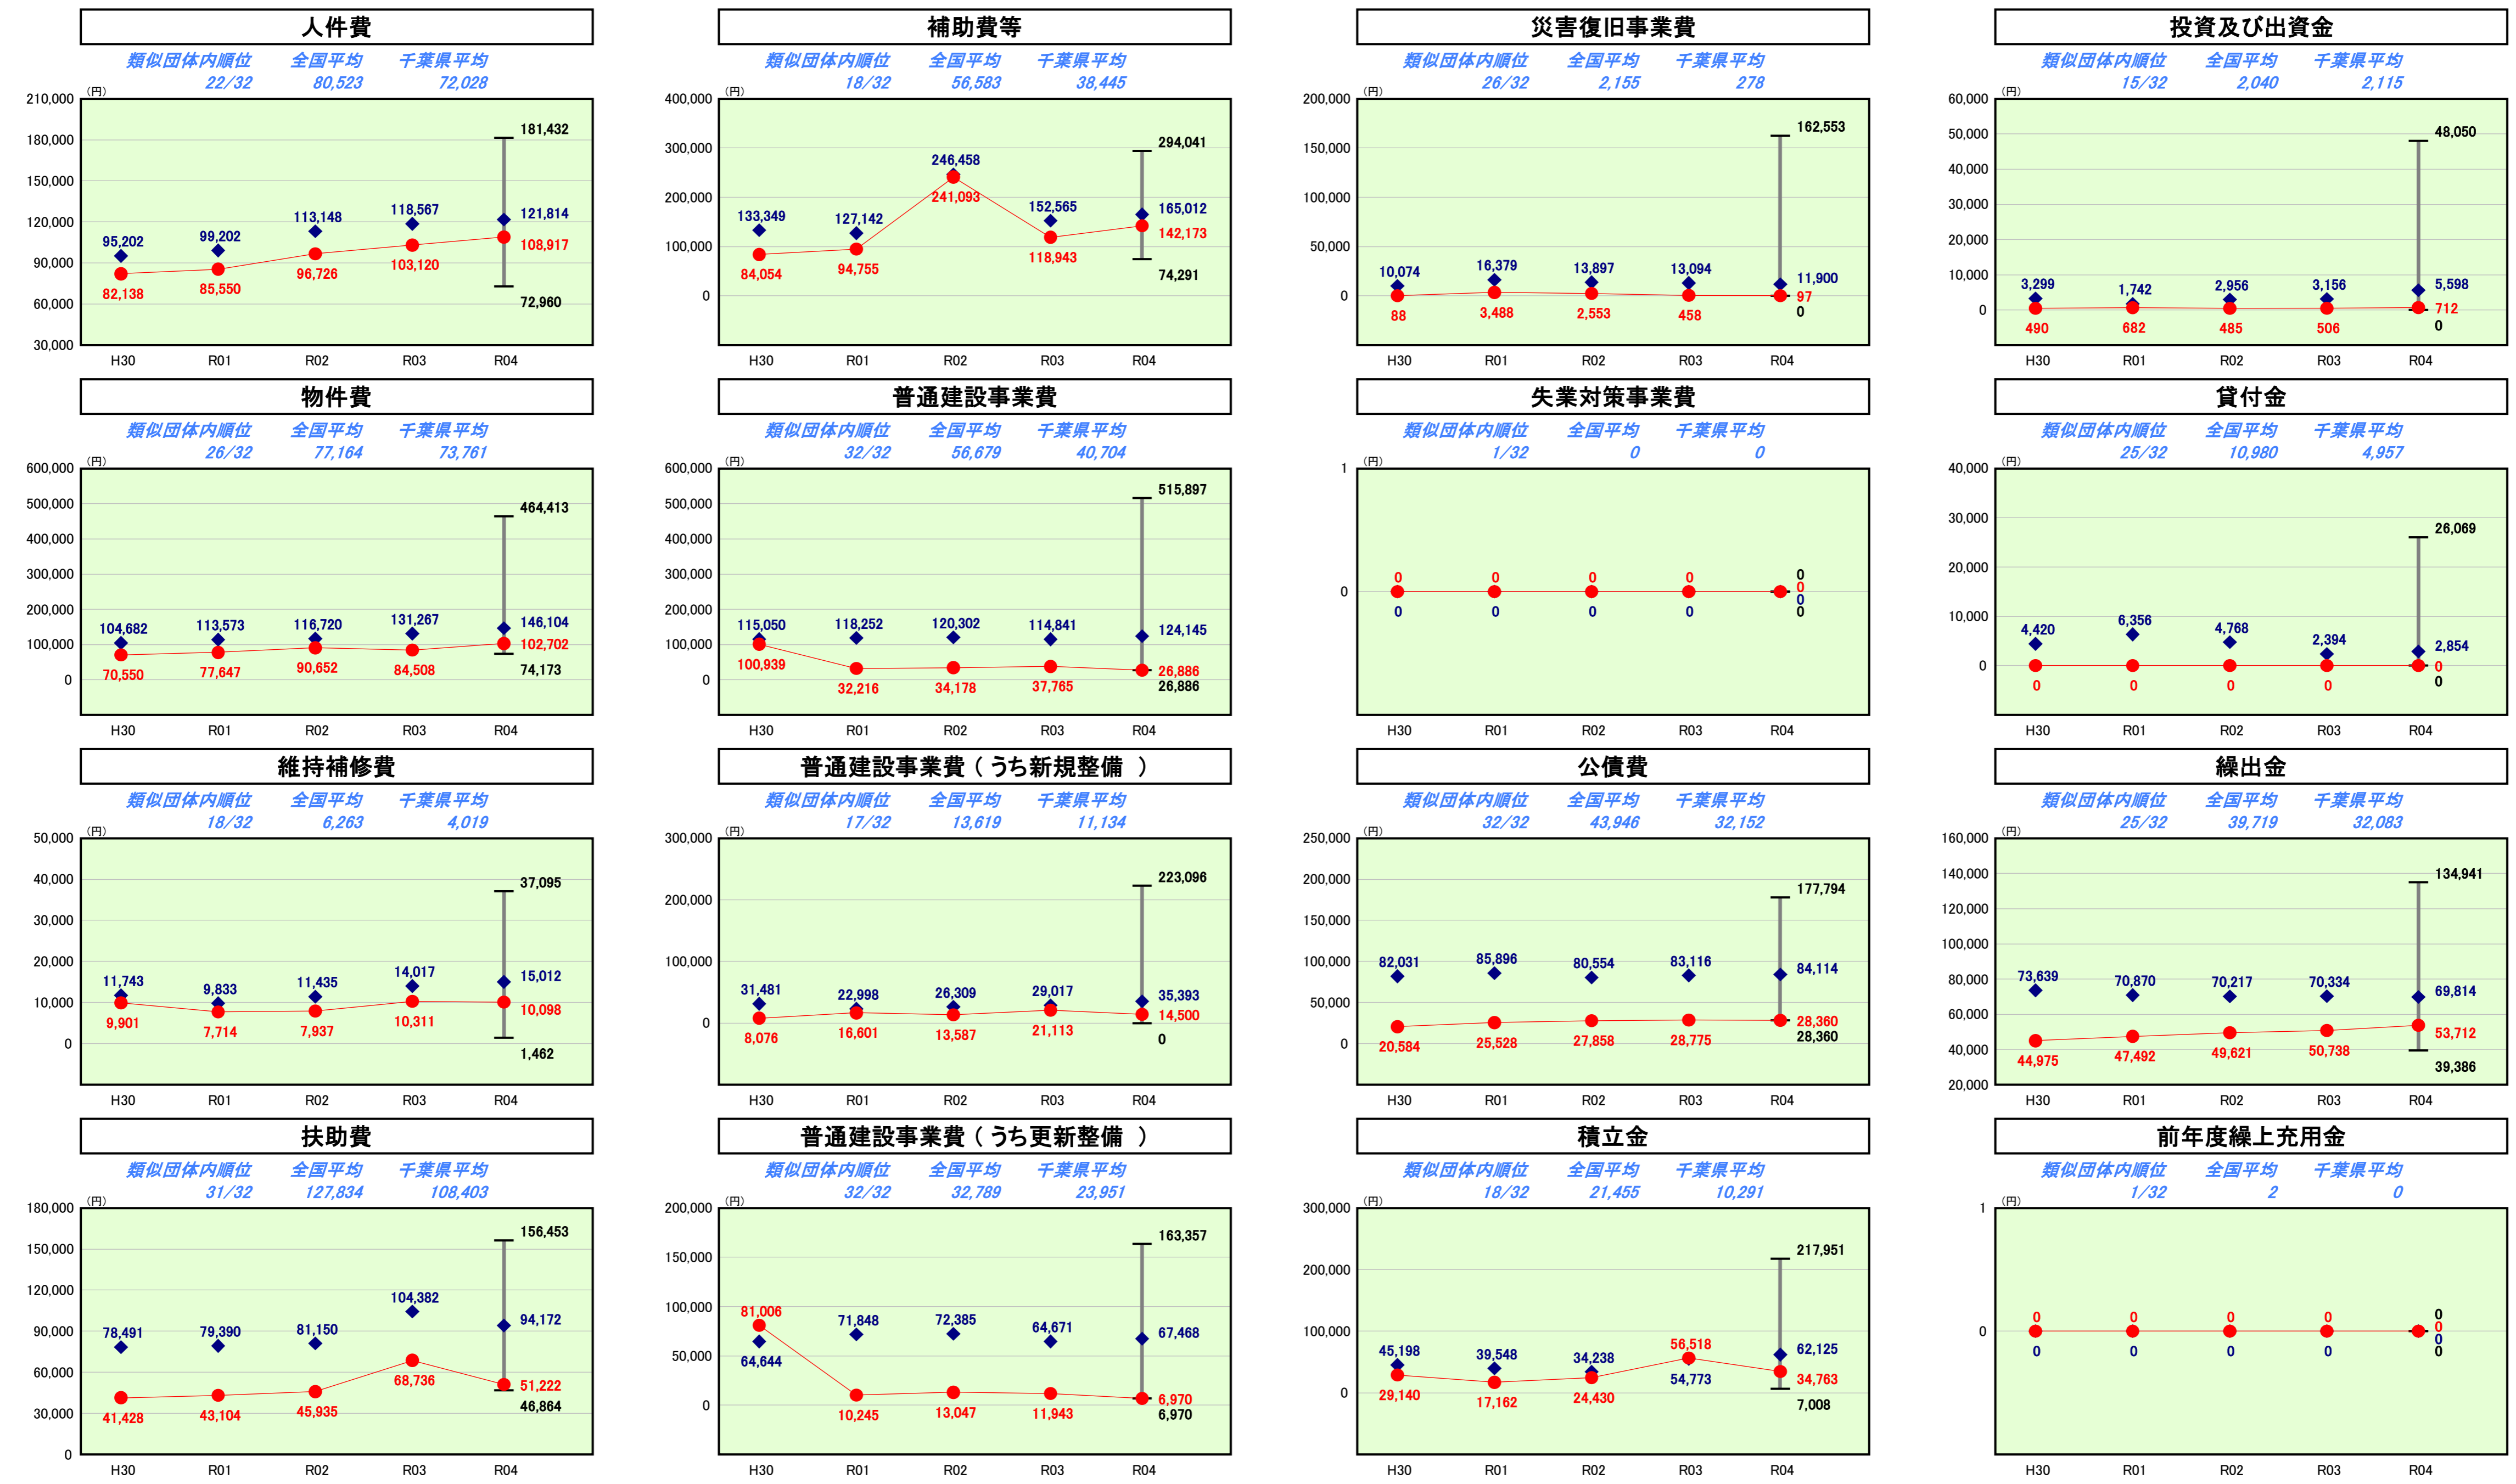 人件費
類似団体内順位 全国平均 千葉県平均
22/32 80,523 72,028
(円)
210,000
180,000
150,000
120,000
90,000
60,000
30,000
181,432
95,202 99,202 113,148 118,567 121,814
82,138 85,550 96,726 103,120 108,917
72,960
H30 R01 R02 R03 R04
補助費等
類似団体内順位 全国平均 千葉県平均
18/32 56,583 38,445
(円)
400,000
300,000
200,000
100,000
0
294,041
133,349 127,142 246,458 152,565 165,012
84,054 94,755 241,093 118,943 142,173
74,291
H30 R01 R02 R03 R04
災害復旧事業費
類似団体内順位 全国平均 千葉県平均
26/32 2,155 278
(円)
200,000
150,000
100,000
50,000
0
162,553
10,074 16,379 13,897 13,094 11,900
88 3,488 2,553 458 97
0
H30 R01 R02 R03 R04
投資及び出資金
類似団体内順位 全国平均 千葉県平均
15/32 2,040 2,115
(円)
60,000
50,000
40,000
30,000
20,000
10,000
0
48,050
3,299 1,742 2,956 3,156 5,598
490 682 485 506 712
0
H30 R01 R02 R03 R04
物件費
類似団体内順位 全国平均 千葉県平均
26/32 77,164 73,761
(円)
600,000
500,000
400,000
300,000
200,000
100,000
0
464,413
104,682 113,573 116,720 131,267 146,104
70,550 77,647 90,652 84,508 102,702
74,173
H30 R01 R02 R03 R04
普通建設事業費
類似団体内順位 全国平均 千葉県平均
32/32 56,679 40,704
(円)
600,000
500,000
400,000
300,000
200,000
100,000
0
515,897
115,050 118,252 120,302 114,841 124,145
100,939 32,216 34,178 37,765 26,886
26,886
H30 R01 R02 R03 R04
失業対策事業費
類似団体内順位 全国平均 千葉県平均
1/32 0 0
(円)
1
0
0
0 0 0 0 0
0 0 0 0 0
0
H30 R01 R02 R03 R04
貸付金
類似団体内順位 全国平均 千葉県平均
25/32 10,980 4,957
(円)
40,000
30,000
20,000
10,000
0
26,069
4,420 6,356 4,768 2,394 2,854
0 0 0 0 0
0
H30 R01 R02 R03 R04
維持補修費
類似団体内順位 全国平均 千葉県平均
18/32 6,263 4,019
(円)
50,000
40,000
30,000
20,000
10,000
0
37,095
11,743 9,833 11,435 14,017 15,012
9,901 7,714 7,937 10,311 10,098
1,462
H30 R01 R02 R03 R04
普通建設事業費(うち新規整備 )
類似団体内順位 全国平均 千葉県平均
17/32 13,619 11,134
(円)
300,000
200,000
100,000
0
223,096
31,481 22,998 26,309 29,017 35,393
8,076 16,601 13,587 21,113 14,500
0
H30 R01 R02 R03 R04
公債費
類似団体内順位 全国平均 千葉県平均
32/32 43,946 32,152
(円)
250,000
200,000
150,000
100,000
50,000
0
177,794
82,031 85,896 80,554 83,116 84,114
20,584 25,528 27,858 28,775 28,360
28,360
H30 R01 R02 R03 R04
繰出金
類似団体内順位 全国平均 千葉県平均
25/32 39,719 32,083
(円)
160,000
140,000
120,000
100,000
80,000
60,000
40,000
20,000
134,941
73,639 70,870 70,217 70,334 69,814
44,975 47,492 49,621 50,738 53,712
39,386
H30 R01 R02 R03 R04
扶助費
類似団体内順位 全国平均 千葉県平均
31/32 127,834 108,403
(円)
180,000
150,000
120,000
90,000
60,000
30,000
0
156,453
78,491 79,390 81,150 104,382 94,172
41,428 43,104 45,935 68,736 51,222
46,864
H30 R01 R02 R03 R04
普通建設事業費(うち更新整備 )
類似団体内順位 全国平均 千葉県平均
32/32 32,789 23,951
(円)
200,000
150,000
100,000
50,000
0
163,357
81,006 71,848 72,385 64,671 67,468
64,644 10,245 13,047 11,943 6,970
6,970
H30 R01 R02 R03 R04
積立金
類似団体内順位 全国平均 千葉県平均
18/32 21,455 10,291
(円)
300,000
200,000
100,000
0
217,951
45,198 39,548 34,238 56,518 62,125
29,140 17,162 24,430 54,773 34,763
7,008
H30 R01 R02 R03 R04
前年度繰上充用金
類似団体内順位 全国平均 千葉県平均
1/32 2 0
(円)
1
0
0
0 0 0 0 0
0 0 0 0 0
0
H30 R01 R02 R03 R04